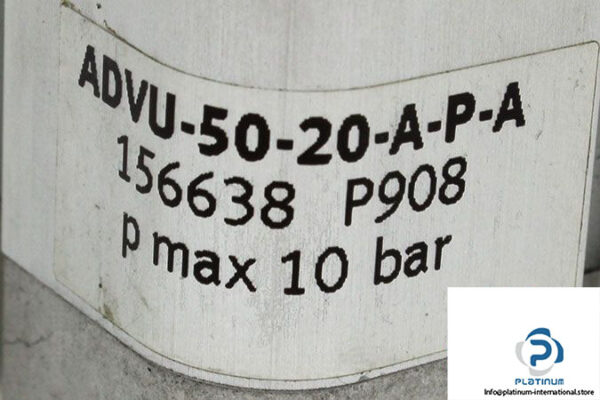 ADVU-50-20-A-P-A
156638 P908
p max 10 bar
PLATINUM
Info@platinum-international.store